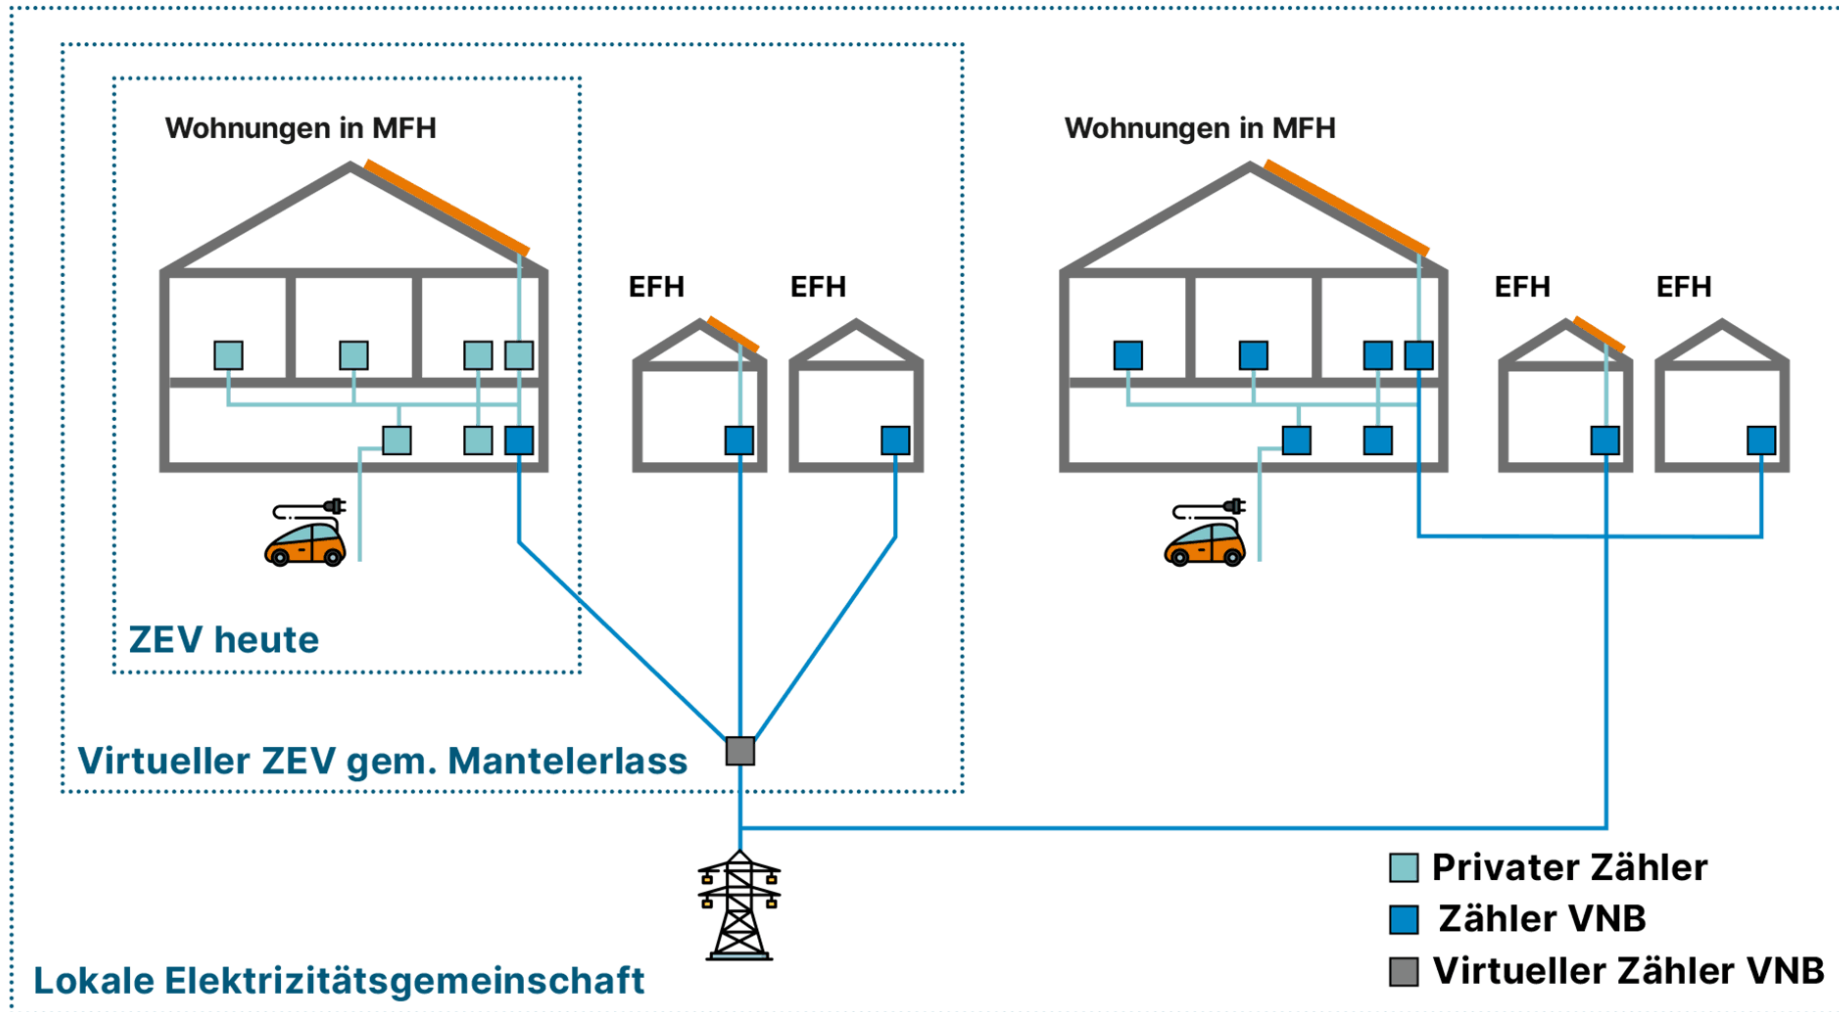 Wohnungen in MFH
EFH
EFH
Wohnungen in MFH
EFH
EFH
ZEV heute
Virtueller ZEV gem. Mantelerlass
Lokale Elektrizitätsgemeinschaft
Privater Zähler
Zähler VNB
Virtueller Zähler VNB